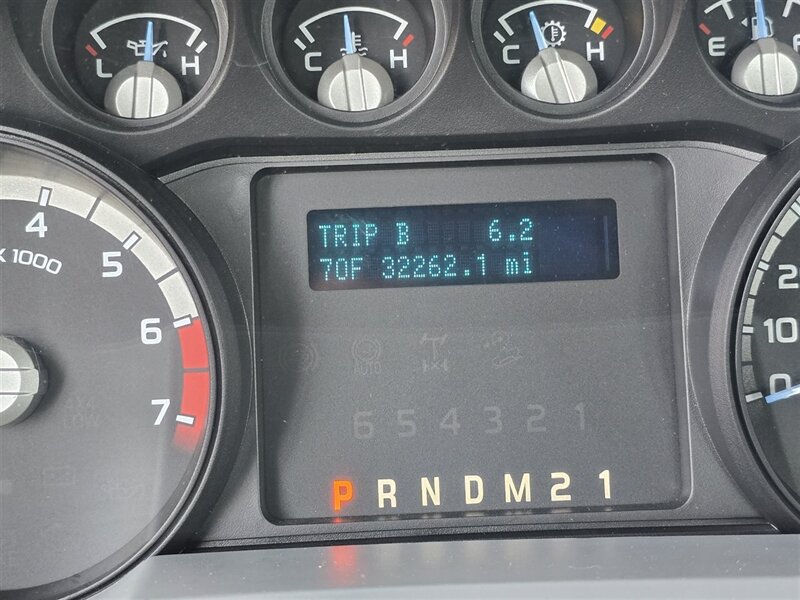 L H
C H
C H
E F
4
5
6
7
X 1000
TRIP B 6.2
70F 32262.1 mi
AUTO
6 5 4 3 2 1
P R N D M 2 1
10
0